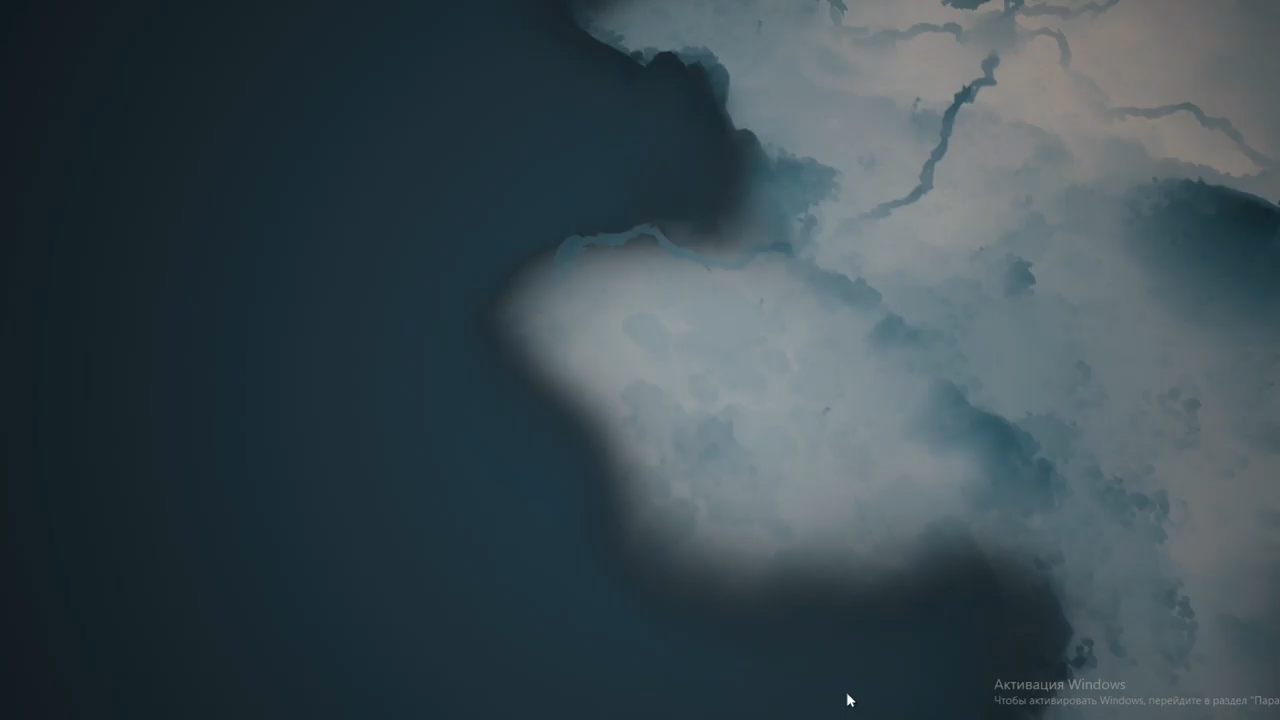 Активация Windows
Чтобы активировать Windows, перейдите в раздел "Пара